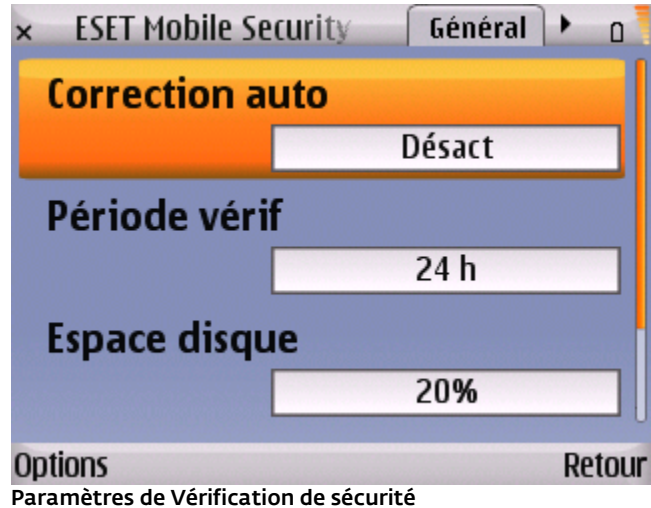 × ESET Mobile Security Général
Correction auto
Désact
Période vérif
24 h
Espace disque
20%
Options Retour
Paramètres de Vérification de sécurité